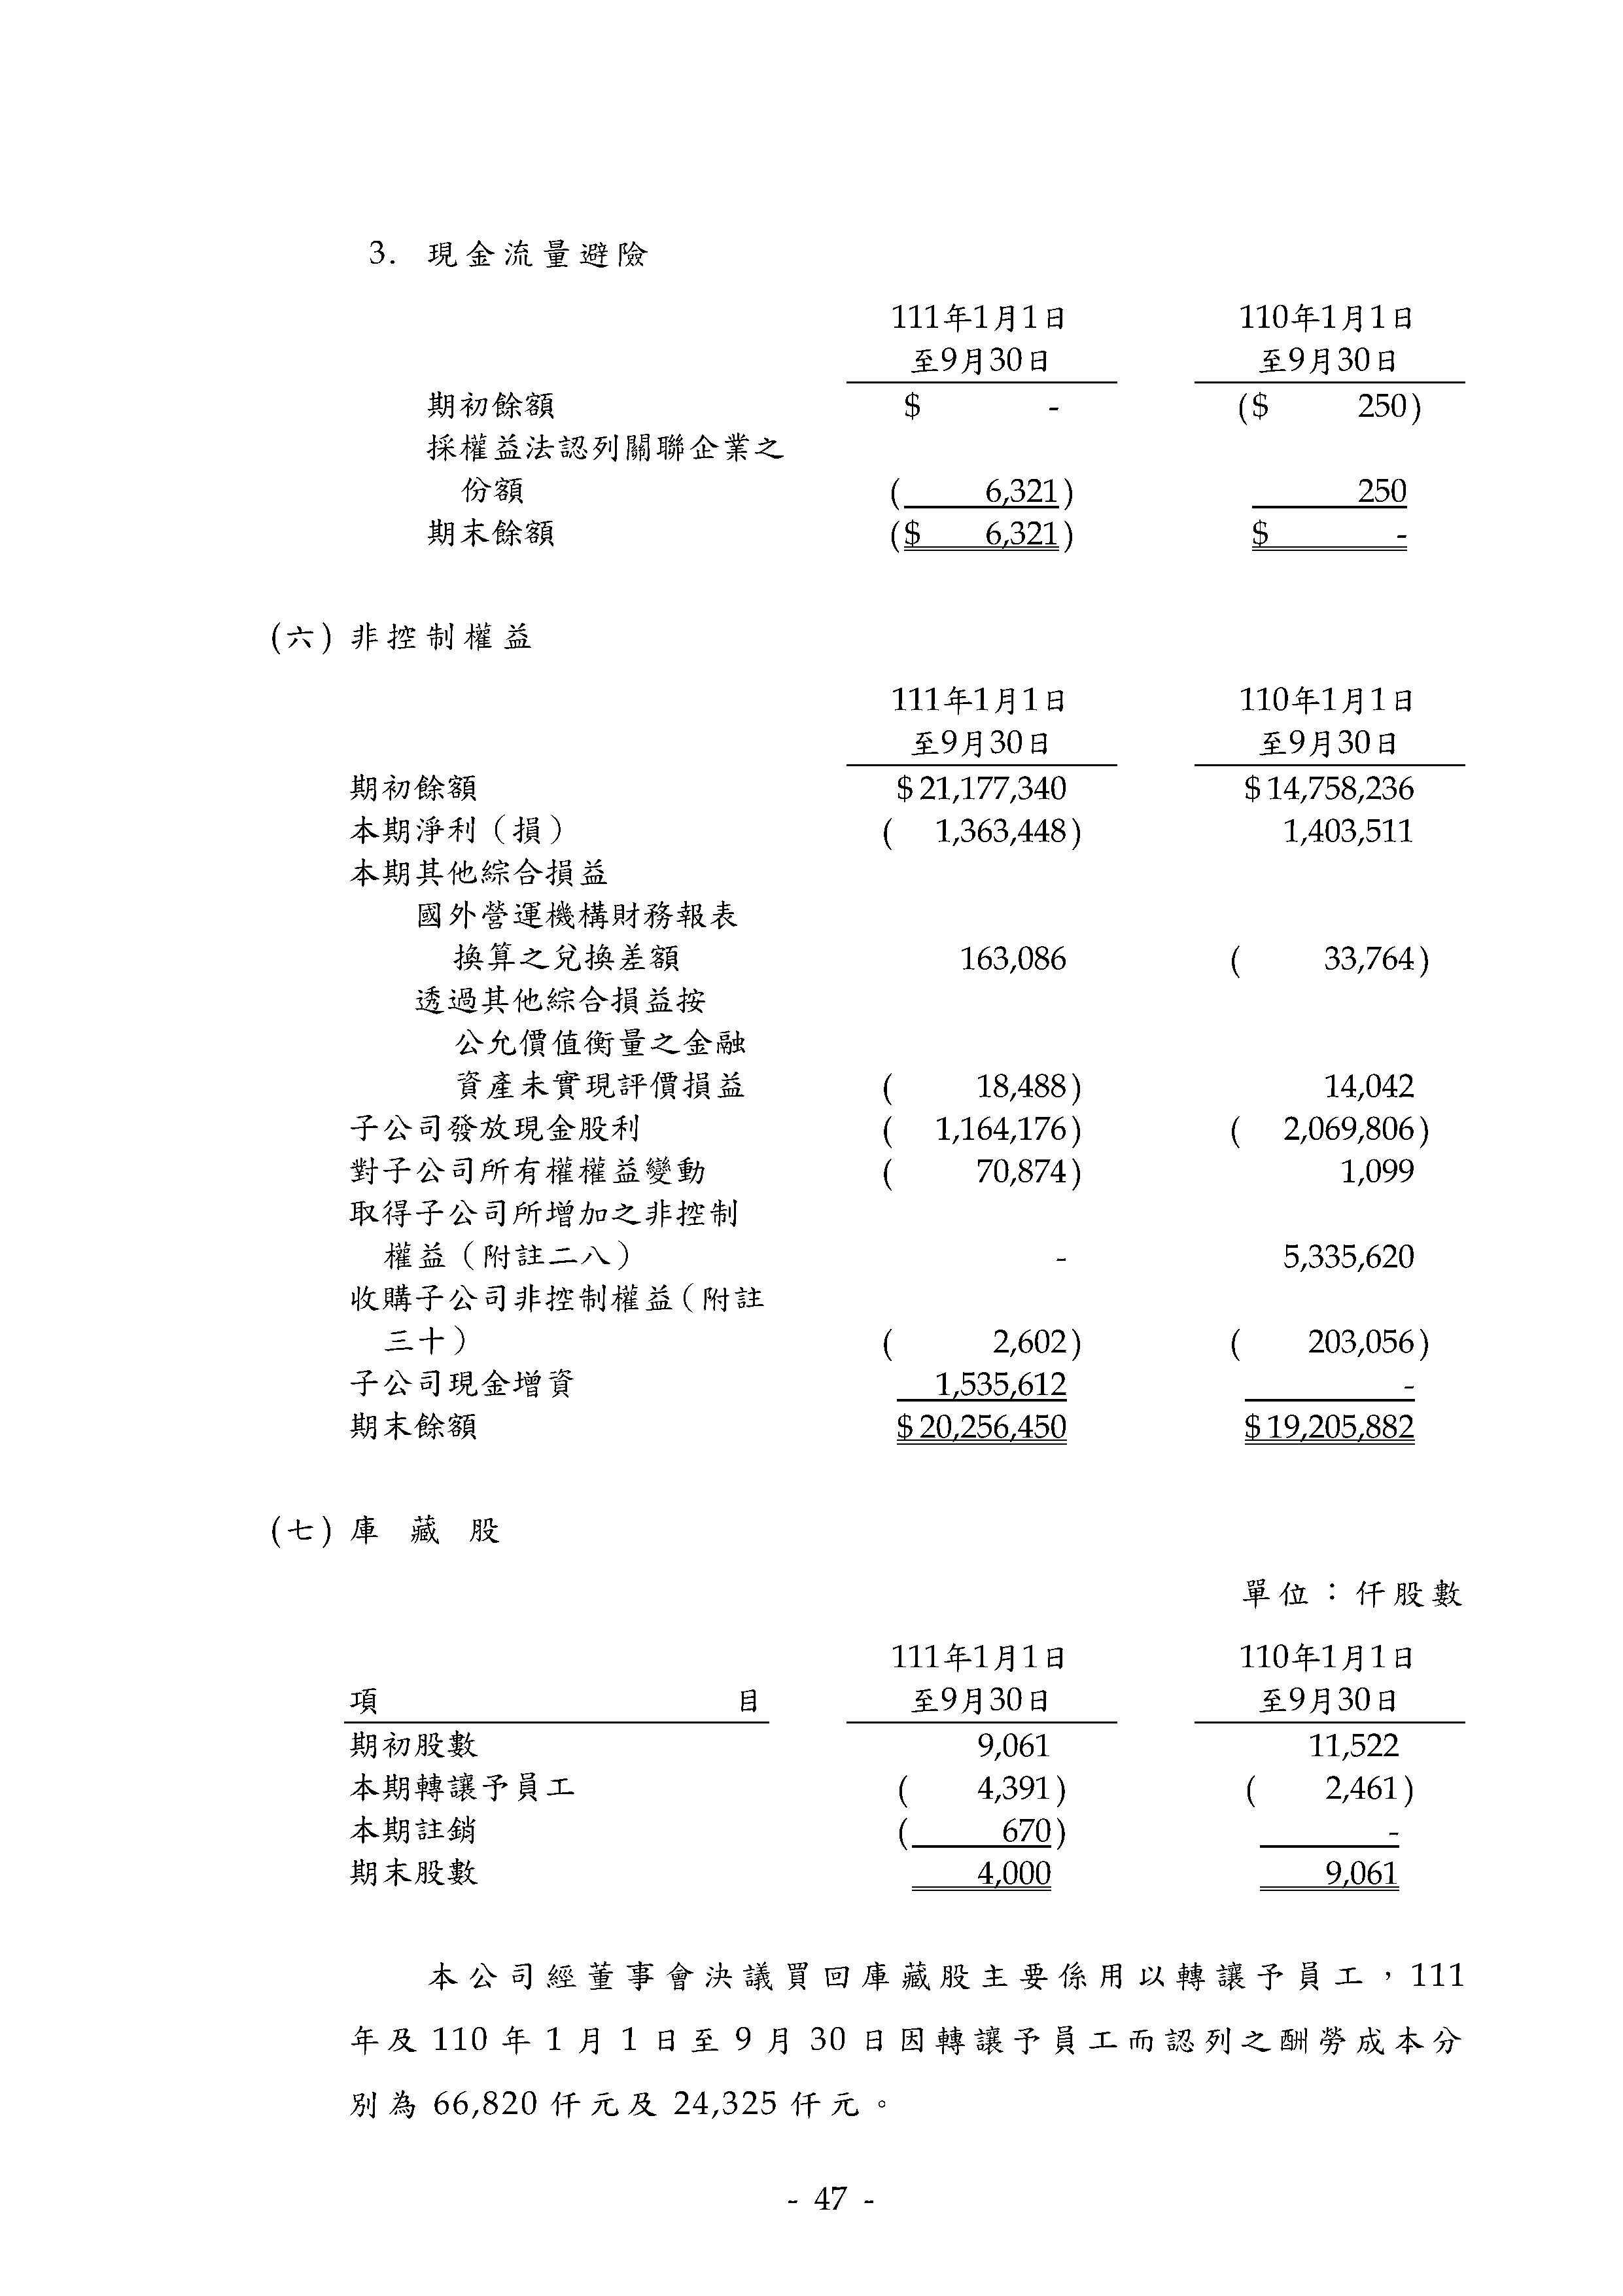 3. 現金流量避險
111年1月1日 110年1月1日
至9月30日 至9月30日
期初餘額 $ - ($ 250)
採權益法認列關聯企業之
份額 ( 6,321) 250
期末餘額 ($ 6,321) $ -
(六) 非控制權益
111年1月1日 110年1月1日
至9月30日 至9月30日
期初餘額 $21,177,340 $14,758,236
本期淨利（損） ( 1,363,448) 1,403,511
本期其他綜合損益
國外營運機構財務報表
換算之兌換差額 163,086 ( 33,764)
透過其他綜合損益按
公允價值衡量之金融
資產未實現評價損益 ( 18,488) 14,042
子公司發放現金股利 ( 1,164,176) ( 2,069,806)
對子公司所有權權益變動 ( 70,874) 1,099
取得子公司所增加之非控制
權益（附註二八） - 5,335,620
收購子公司非控制權益（附註
三十） ( 2,602) ( 203,056)
子公司現金增資 1,535,612 -
期末餘額 $20,256,450 $19,205,882
(七) 庫藏股
單位：仟股數
111年1月1日 110年1月1日
項目 至9月30日 至9月30日
期初股數 9,061 11,522
本期轉讓予員工 ( 4,391) ( 2,461)
本期註銷 ( 670) -
期末股數 4,000 9,061
本公司經董事會決議買回庫藏股主要係用以轉讓予員工，111
年及 110 年 1 月 1 日至 9 月 30 日因轉讓予員工而認列之酬勞成本分
別為 66,820 仟元及 24,325 仟元。
- 47 -